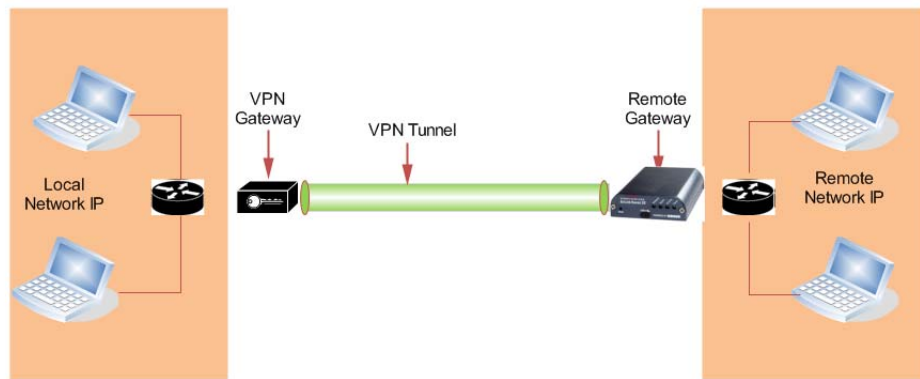 VPN
Gateway
VPN Tunnel
Remote
Gateway
Local
Network IP
Remote
Network IP